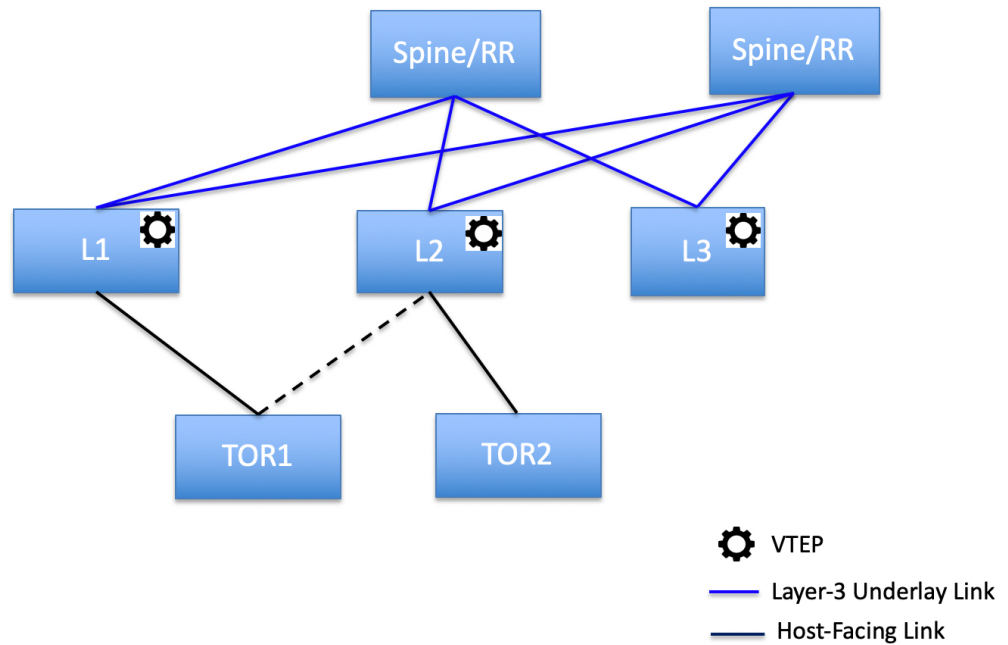 Spine/RR
Spine/RR
L1
L2
L3
TOR1
TOR2
VTEP
Layer-3 Underlay Link
Host-Facing Link